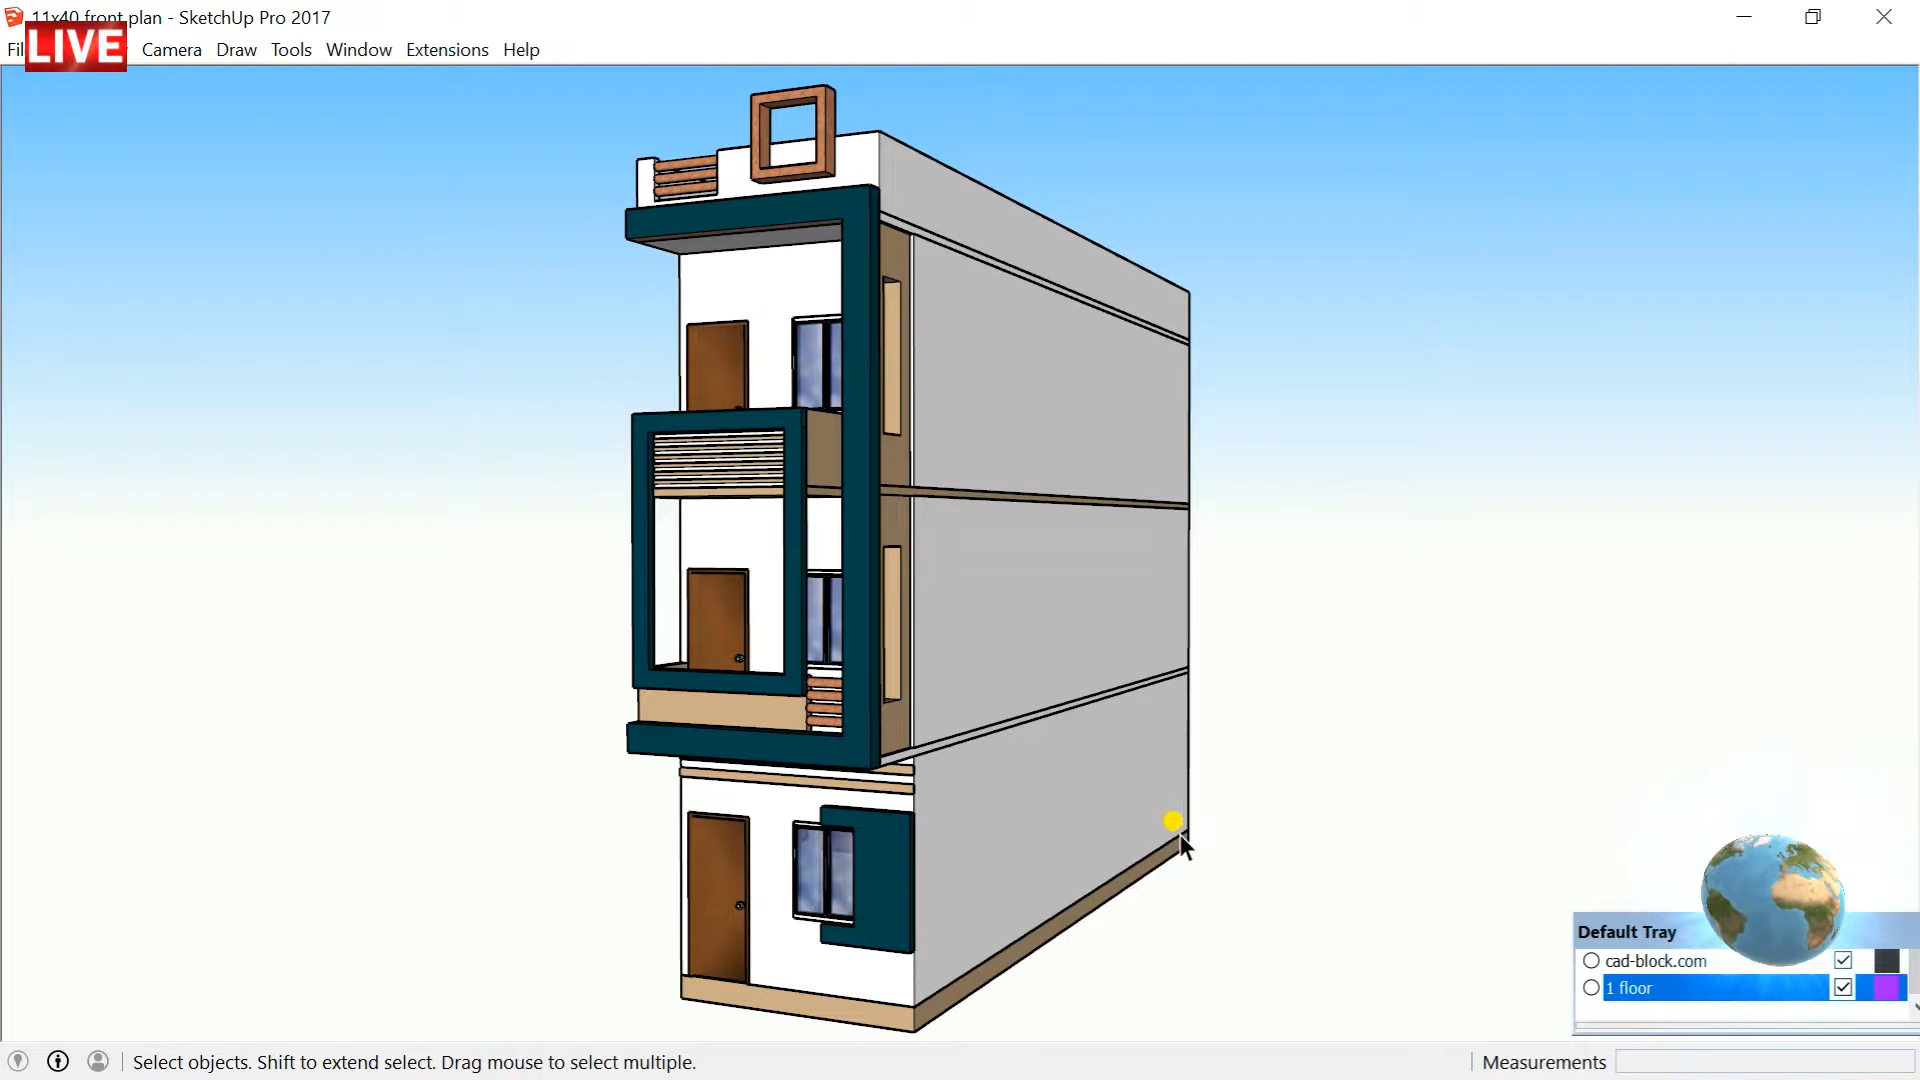 11x40 front plan - SketchUp Pro 2017
LIVE
Camera Draw Tools Window Extensions Help
Default Tray
cad-block.com
1 floor
Select objects. Shift to extend select. Drag mouse to select multiple.
Measurements